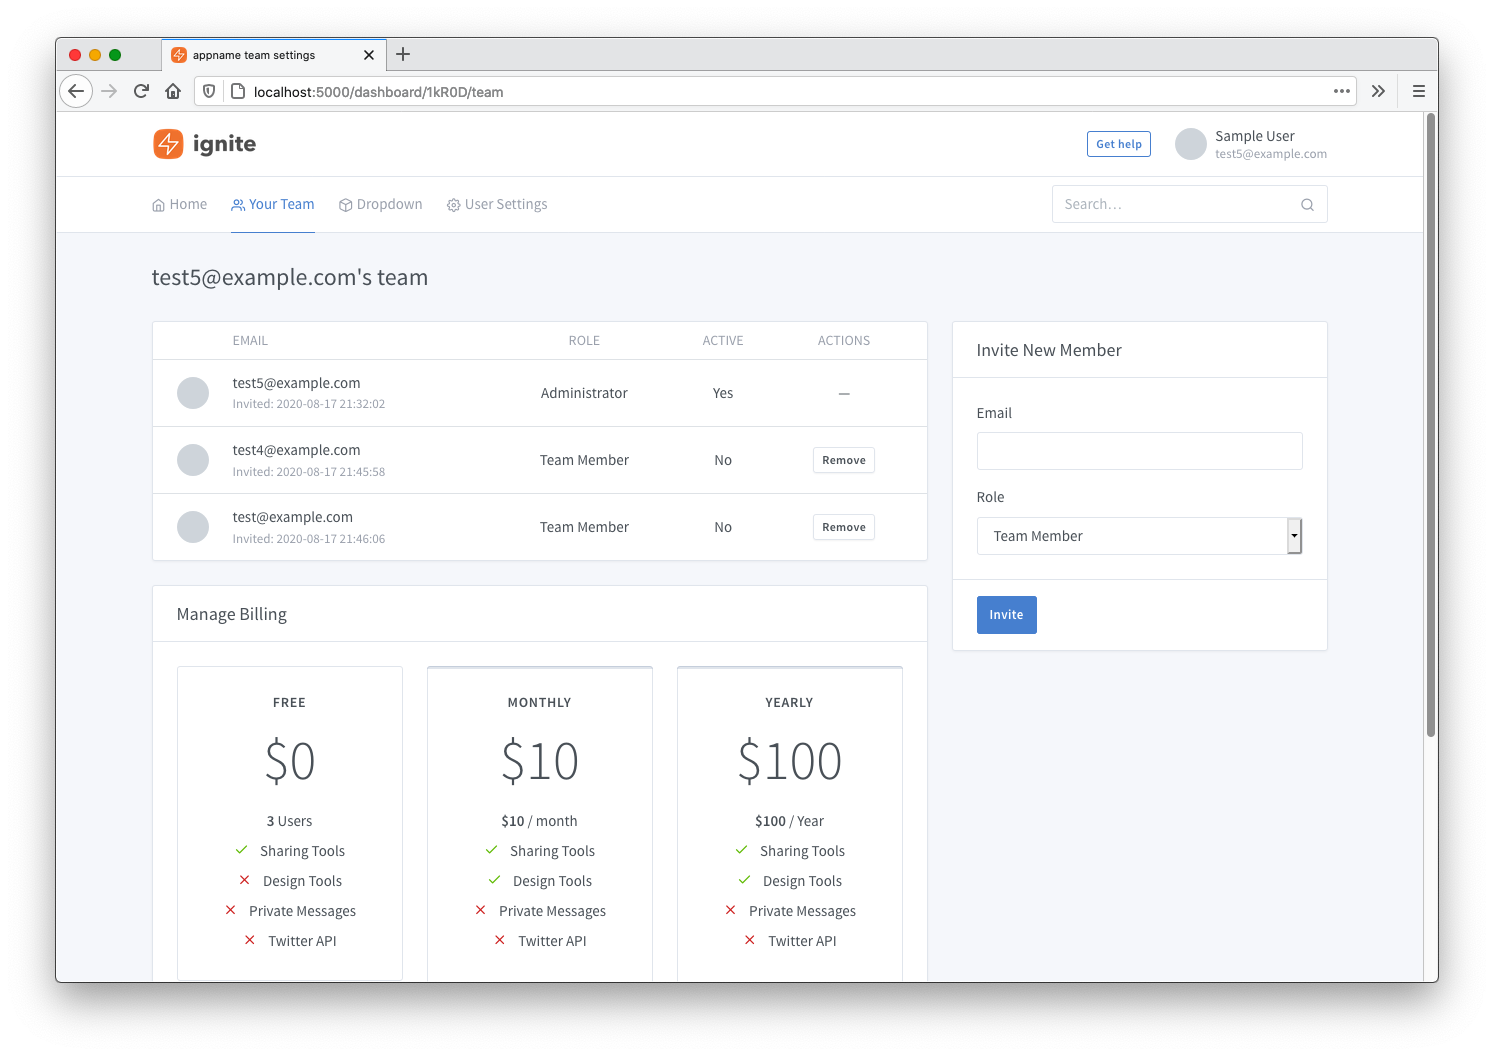 appname team settings
localhost:5000/dashboard/1kR0D/team
ignite
Get help
Sample User
test5@example.com
Home
Your Team
Dropdown
User Settings
Search...
test5@example.com's team
EMAIL ROLE ACTIVE ACTIONS
test5@example.com
Invited: 2020-08-17 21:32:02
Administrator Yes —
test4@example.com
Invited: 2020-08-17 21:45:58
Team Member No Remove
test@example.com
Invited: 2020-08-17 21:46:06
Team Member No Remove
Invite New Member
Email
Role
Team Member
Invite
Manage Billing
FREE
$0
3 Users
Sharing Tools
Design Tools
Private Messages
Twitter API
MONTHLY
$10
$10 / month
Sharing Tools
Design Tools
Private Messages
Twitter API
YEARLY
$100
$100 / Year
Sharing Tools
Design Tools
Private Messages
Twitter API